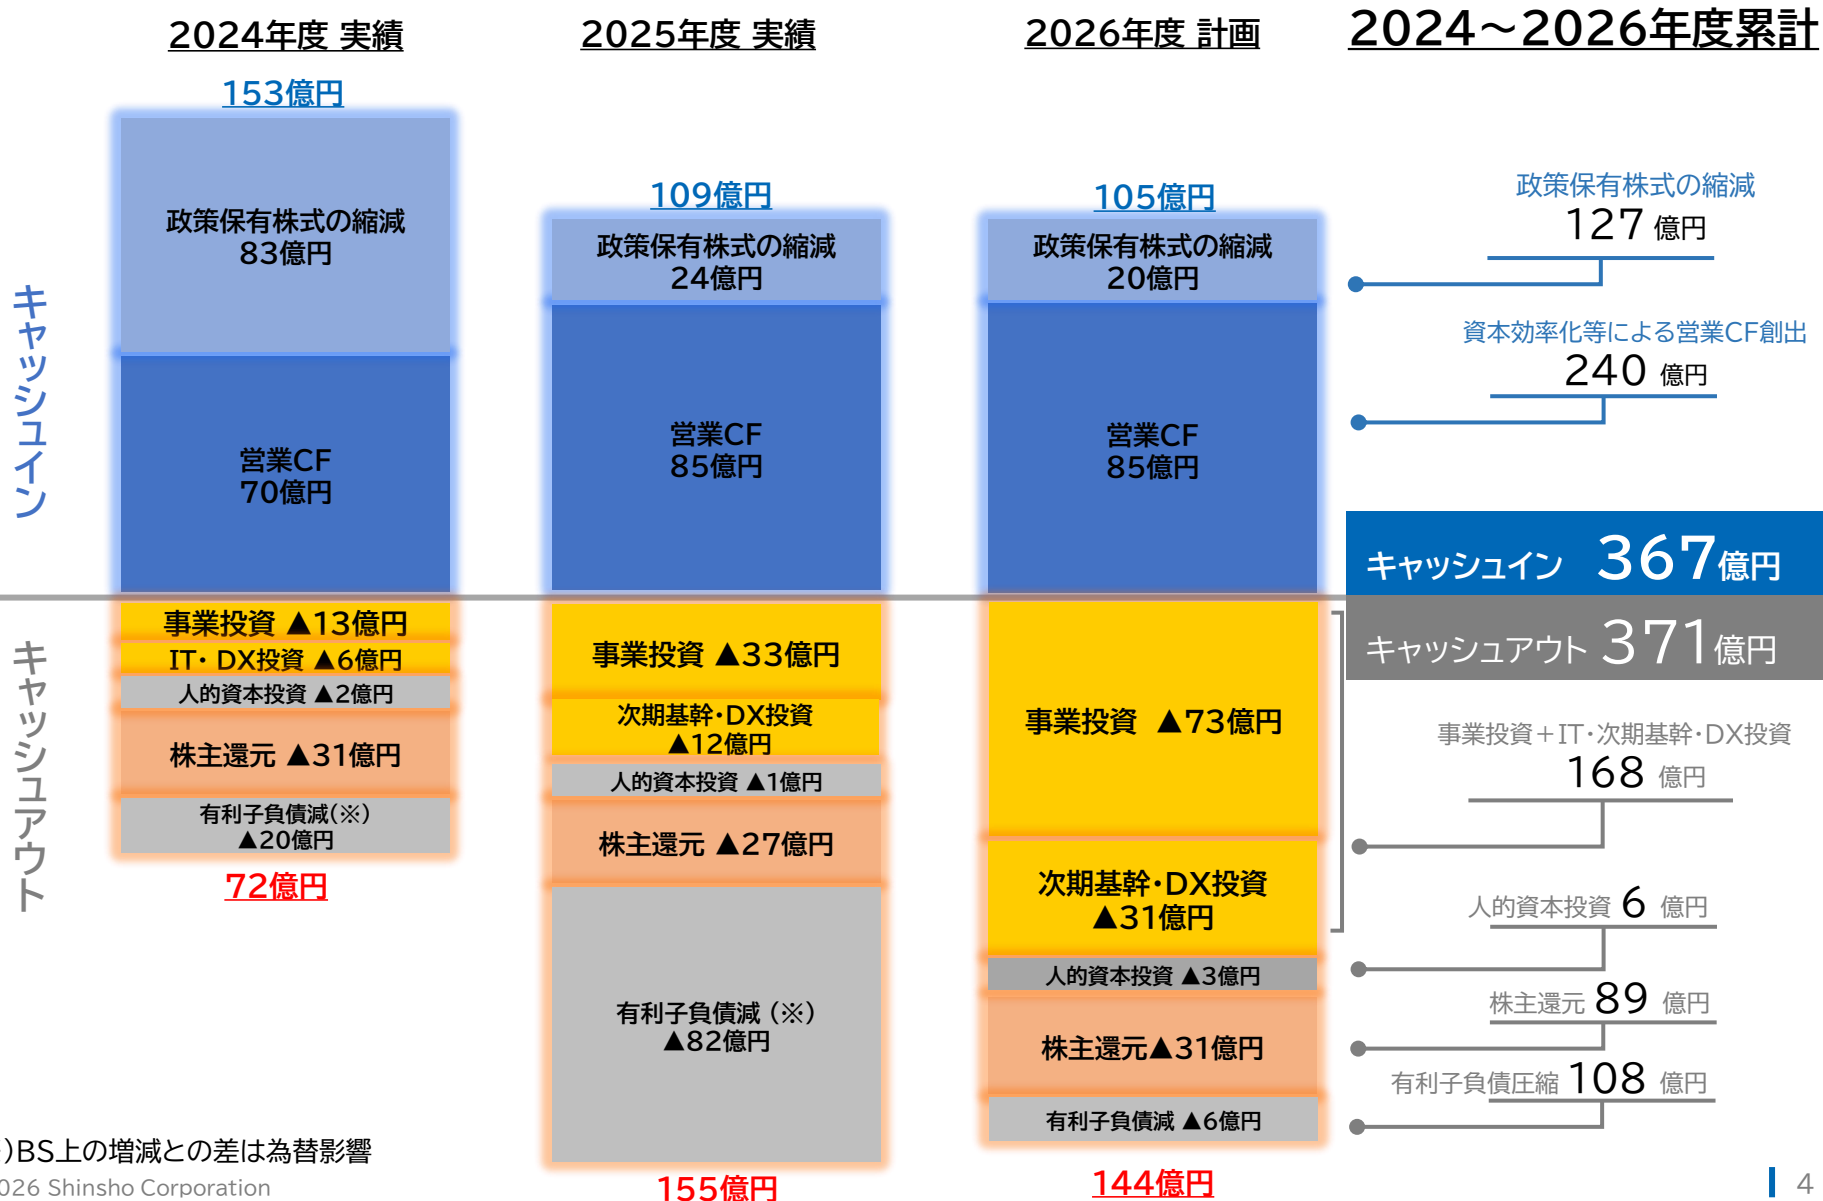 2024年度 実績
2025年度 実績
2026年度 計画
2024～2026年度累計
キャッシュイン
キャッシュアウト
153億円
政策保有株式の縮減
83億円
営業CF
70億円
事業投資 ▲13億円
IT・DX投資 ▲6億円
人的資本投資 ▲2億円
株主還元 ▲31億円
有利子負債減(※)
▲20億円
72億円
109億円
政策保有株式の縮減
24億円
営業CF
85億円
事業投資 ▲33億円
次期基幹・DX投資
▲12億円
人的資本投資 ▲1億円
株主還元 ▲27億円
有利子負債減 (※)
▲82億円
155億円
105億円
政策保有株式の縮減
20億円
営業CF
85億円
事業投資 ▲73億円
次期基幹・DX投資
▲31億円
人的資本投資 ▲3億円
株主還元▲31億円
有利子負債減 ▲6億円
144億円
政策保有株式の縮減
127 億円
資本効率化等による営業CF創出
240 億円
キャッシュイン 367億円
キャッシュアウト 371億円
事業投資＋IT・次期基幹・DX投資
168 億円
人的資本投資 6 億円
株主還元 89 億円
有利子負債圧縮 108 億円
)BS上の増減との差は為替影響
026 Shinsho Corporation
4